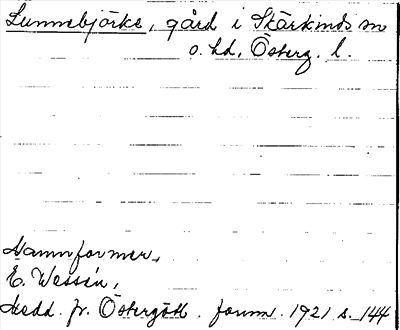 Lunnebjörke, gård i Skärkinds sn
o. hd, Österg. l.
Namnformer,
E. Wessén,
Medd. fr. Östergötl. fornm. 1921 s. 144